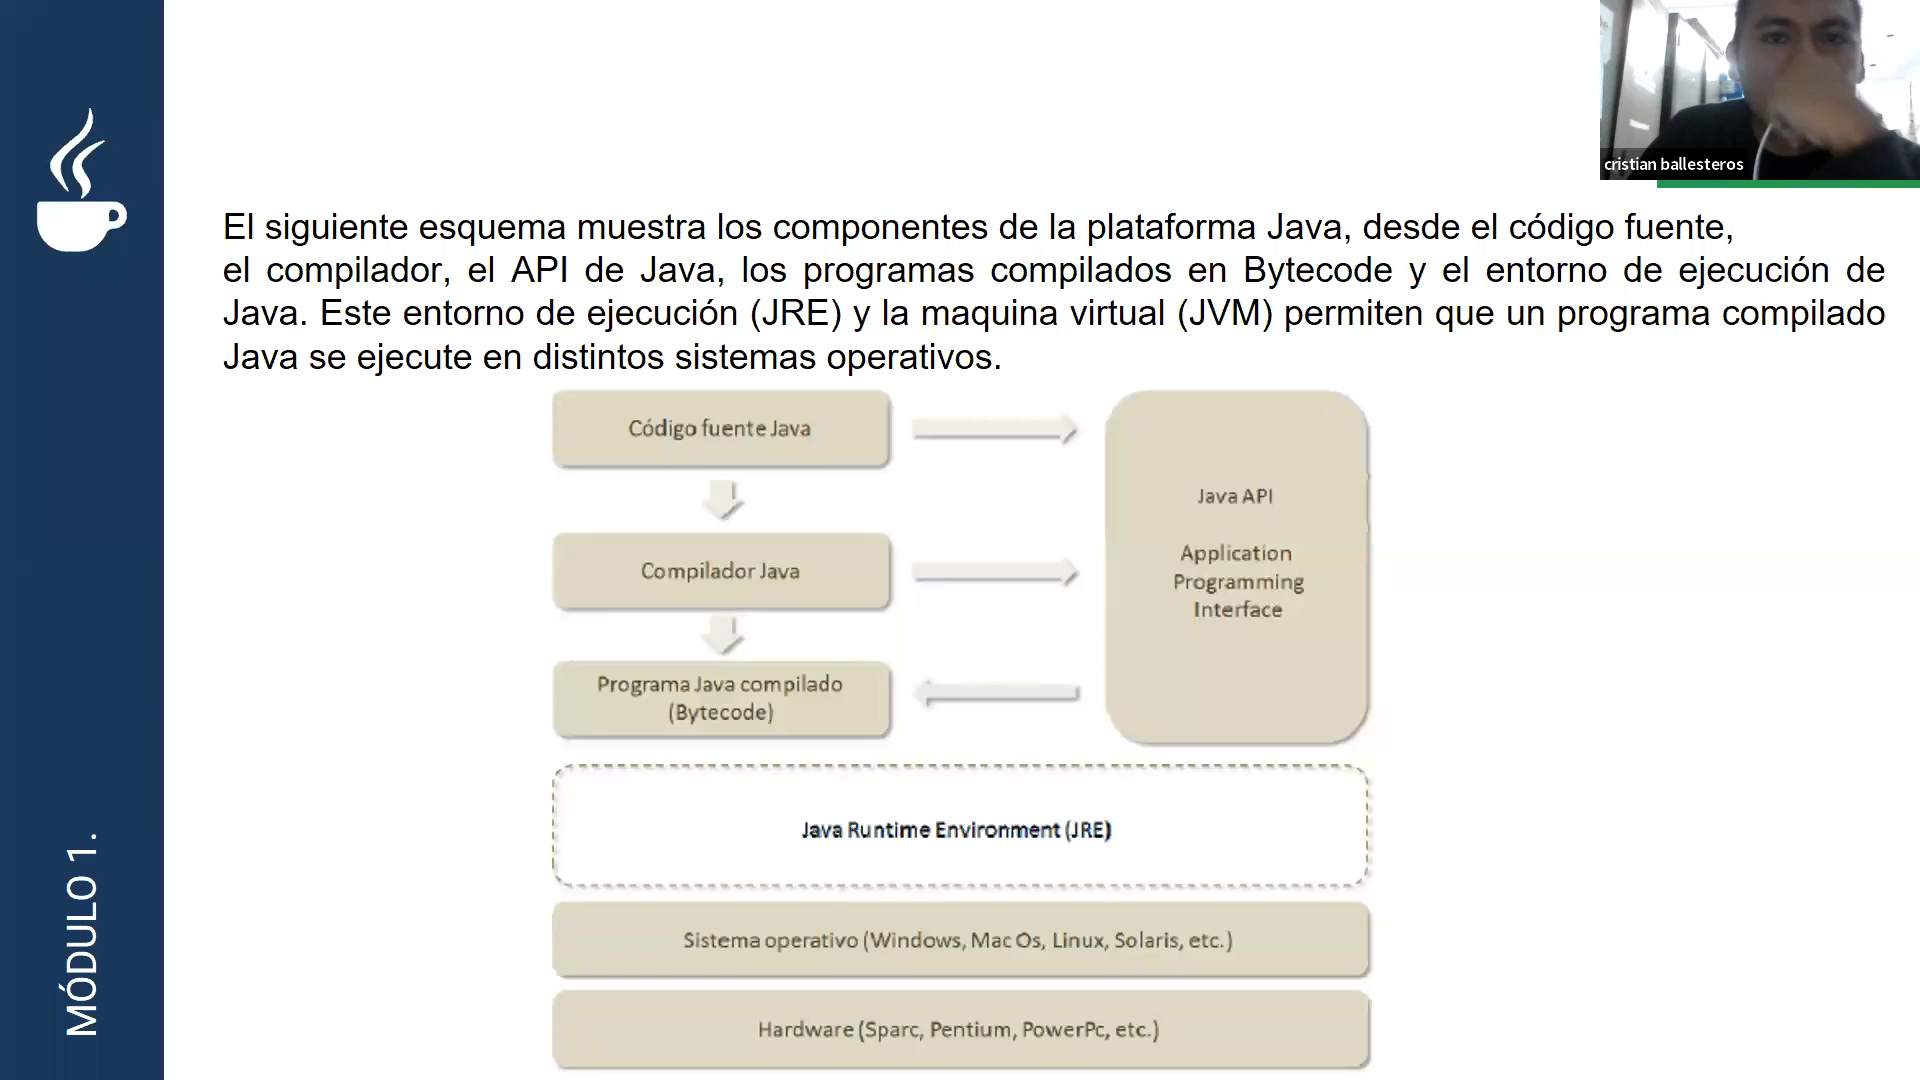 cristian ballesteros
El siguiente esquema muestra los componentes de la plataforma Java, desde el código fuente,
el compilador, el API de Java, los programas compilados en Bytecode y el entorno de ejecución de
Java. Este entorno de ejecución (JRE) y la maquina virtual (JVM) permiten que un programa compilado
Java se ejecute en distintos sistemas operativos.
Código fuente Java
Compilador Java
Programa Java compilado
(Bytecode)
Java API
Application
Programming
Interface
Java Runtime Environment (JRE)
Sistema operativo (Windows, Mac Os, Linux, Solaris, etc.)
Hardware (Sparc, Pentium, PowerPc, etc.)
MÓDULO 1.